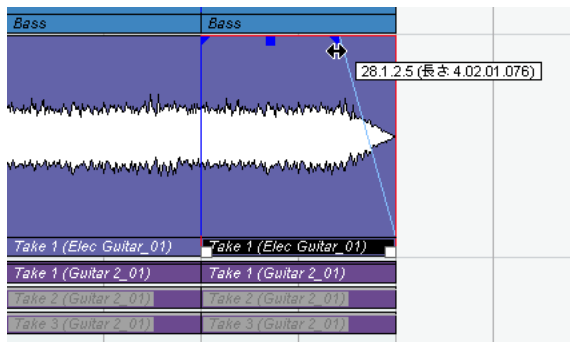 Bass Bass
28.1.2.5 (長さ 4.02.01.076)
Take 1 (Elec Guitar_01) Take 1 (Elec Guitar_01)
Take 1 (Guitar 2_01) Take 1 (Guitar 2_01)
Take 2 (Guitar 2_01) Take 2 (Guitar 2_01)
Take 3 (Guitar 2_01) Take 3 (Guitar 2_01)